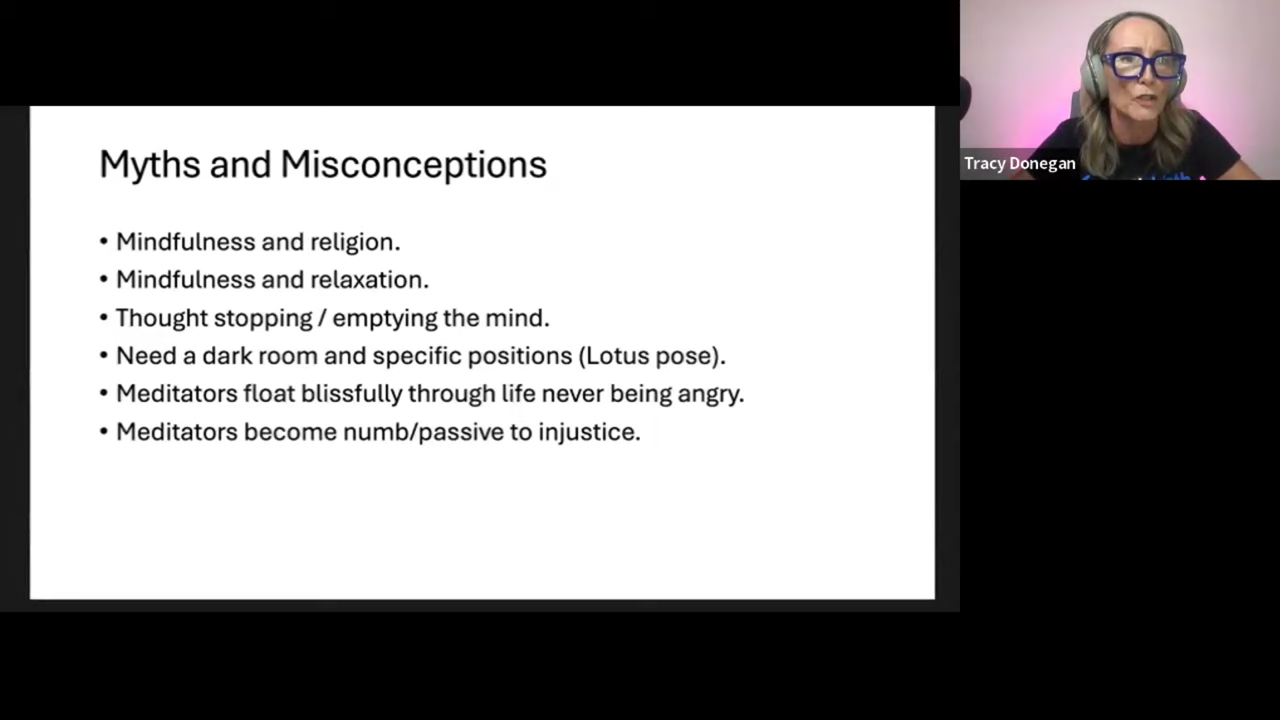 Myths and Misconceptions
• Mindfulness and religion.
• Mindfulness and relaxation.
• Thought stopping / emptying the mind.
• Need a dark room and specific positions (Lotus pose).
• Meditators float blissfully through life never being angry.
• Meditators become numb/passive to injustice.
Tracy Donegan